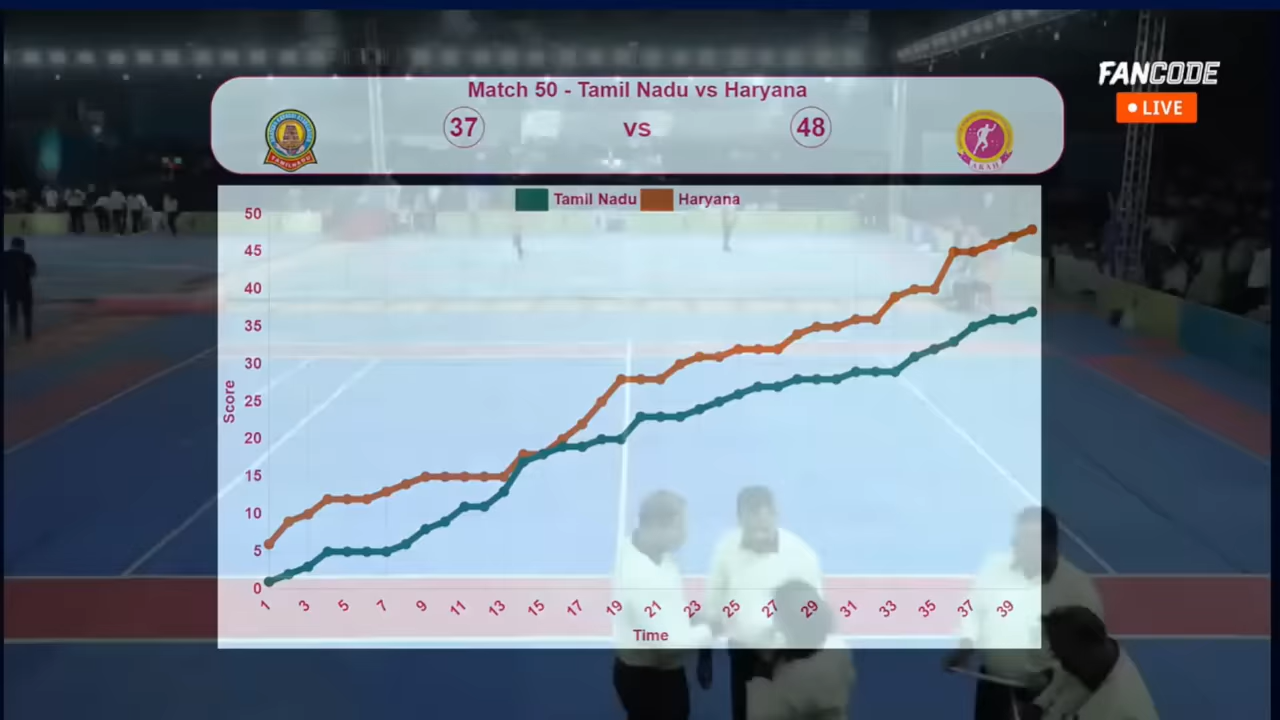 FANCODE
LIVE
Match 50 - Tamil Nadu vs Haryana
37 vs 48
TAMILNADU
Tamil Nadu Haryana
50
45
40
35
30
25
20
15
10
5
0
Score
1 3 5 7 9 11 13 15 17 19 21 23 25 27 29 31 33 35 37 39
Time